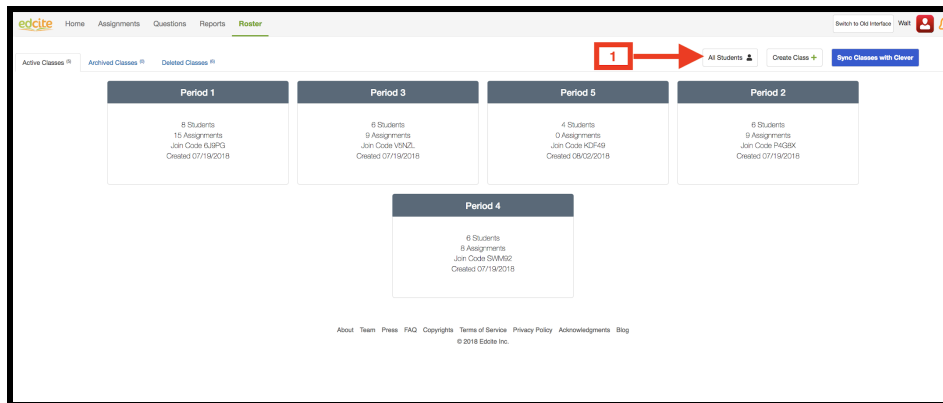 edcite Home Assignments Questions Reports Roster Switch to Old Interface Walt
Active Classes (5) Archived Classes (0) Deleted Classes (0) 1 All Students Create Class + Sync Classes with Clever
Period 1
8 Students
15 Assignments
Join Code 6J9PG
Created 07/19/2018
Period 3
6 Students
9 Assignments
Join Code V5NZL
Created 07/19/2018
Period 5
4 Students
0 Assignments
Join Code KDF49
Created 08/02/2018
Period 2
6 Students
9 Assignments
Join Code P4G8X
Created 07/19/2018
Period 4
6 Students
8 Assignments
Join Code SWM92
Created 07/19/2018
About Team Press FAQ Copyrights Terms of Service Privacy Policy Acknowledgments Blog
© 2018 Edcite Inc.